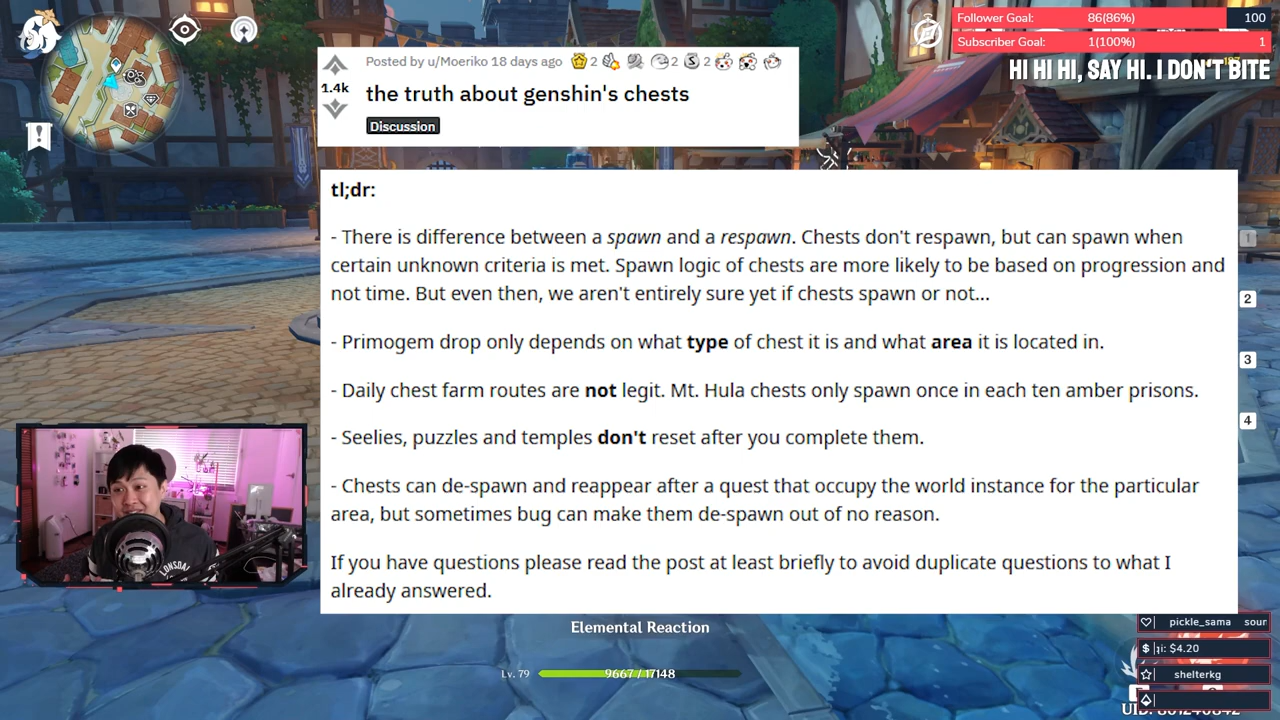 Follower Goal: 86(86%) 100
Subscriber Goal: 1(100%) 1
HI HI HI, SAY HI. I DON'T BITE
Posted by u/Moeriko 18 days ago 2 2 2
1.4k
the truth about genshin's chests
Discussion
tl;dr:
- There is difference between a spawn and a respawn. Chests don't respawn, but can spawn when
certain unknown criteria is met. Spawn logic of chests are more likely to be based on progression and
not time. But even then, we aren't entirely sure yet if chests spawn or not...
- Primogem drop only depends on what type of chest it is and what area it is located in.
- Daily chest farm routes are not legit. Mt. Hula chests only spawn once in each ten amber prisons.
- Seelies, puzzles and temples don't reset after you complete them.
- Chests can de-spawn and reappear after a quest that occupy the world instance for the particular
area, but sometimes bug can make them de-spawn out of no reason.
If you have questions please read the post at least briefly to avoid duplicate questions to what I
already answered.
1
2
3
4
LONSDAL
Elemental Reaction
Lv. 79 9667 / 17148
pickle_sama sour
$4.20
shelterkg